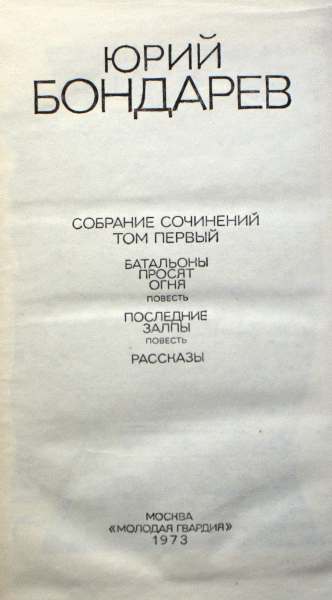 ЮРИЙ
БОНДАРЕВ
СОБРАНИЕ СОЧИНЕНИЙ
ТОМ ПЕРВЫЙ
БАТАЛЬОНЫ
ПРОСЯТ
ОГНЯ
ПОВЕСТЬ
ПОСЛЕДНИЕ
ЗАЛПЫ
ПОВЕСТЬ
РАССКАЗЫ
МОСКВА
«МОЛОДАЯ ГВАРДИЯ»
1973